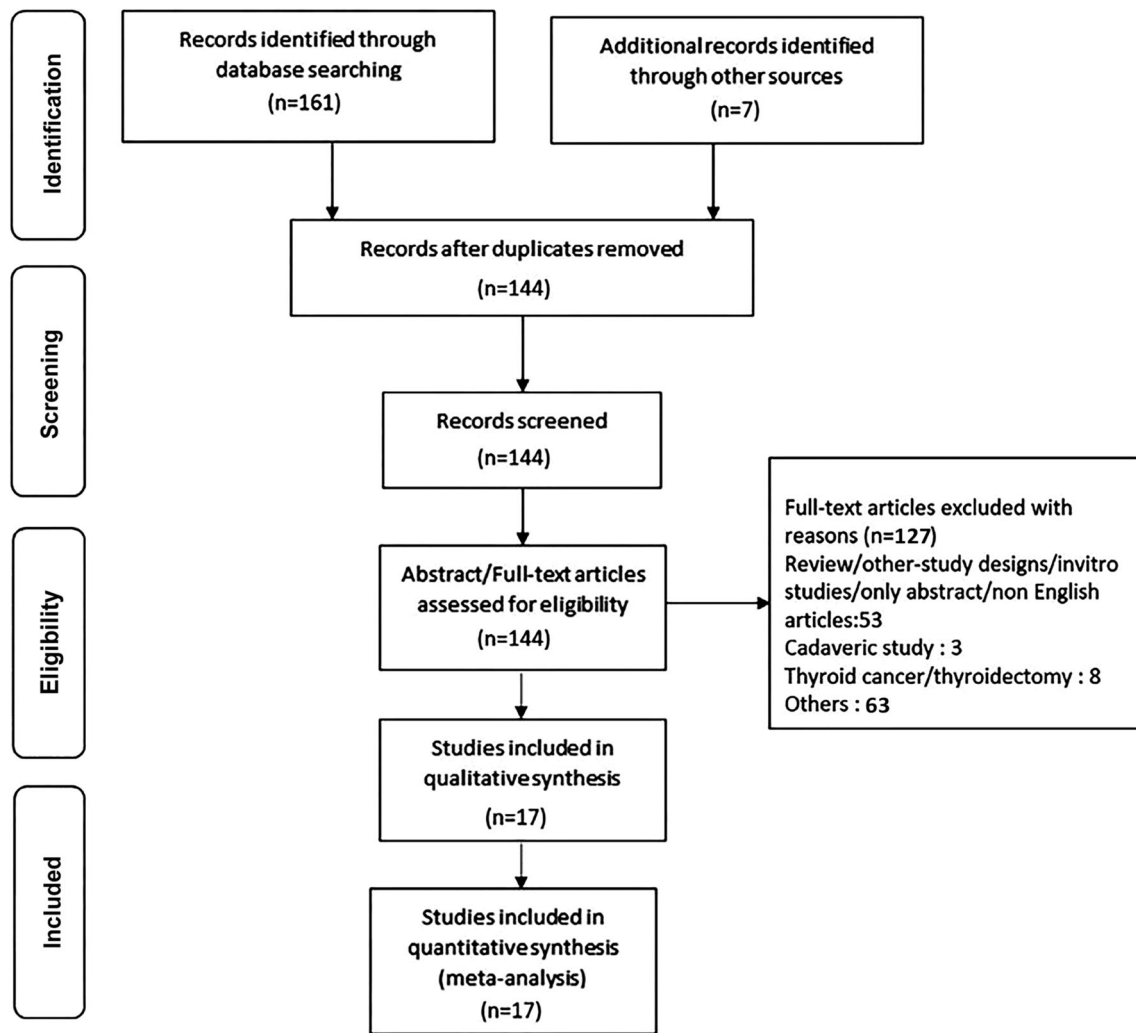 Identification
Records identified through
database searching
(n=161)
Additional records identified
through other sources
(n=7)
Records after duplicates removed
(n=144)
Screening
Records screened
(n=144)
Eligibility
Abstract/Full-text articles
assessed for eligibility
(n=144)
Full-text articles excluded with
reasons (n=127)
Review/other-study designs/invitro
studies/only abstract/non English
articles:53
Cadaveric study : 3
Thyroid cancer/thyroidectomy : 8
Others : 63
Studies included in
qualitative synthesis
(n=17)
Included
Studies included in
quantitative synthesis
(meta-analysis)
(n=17)